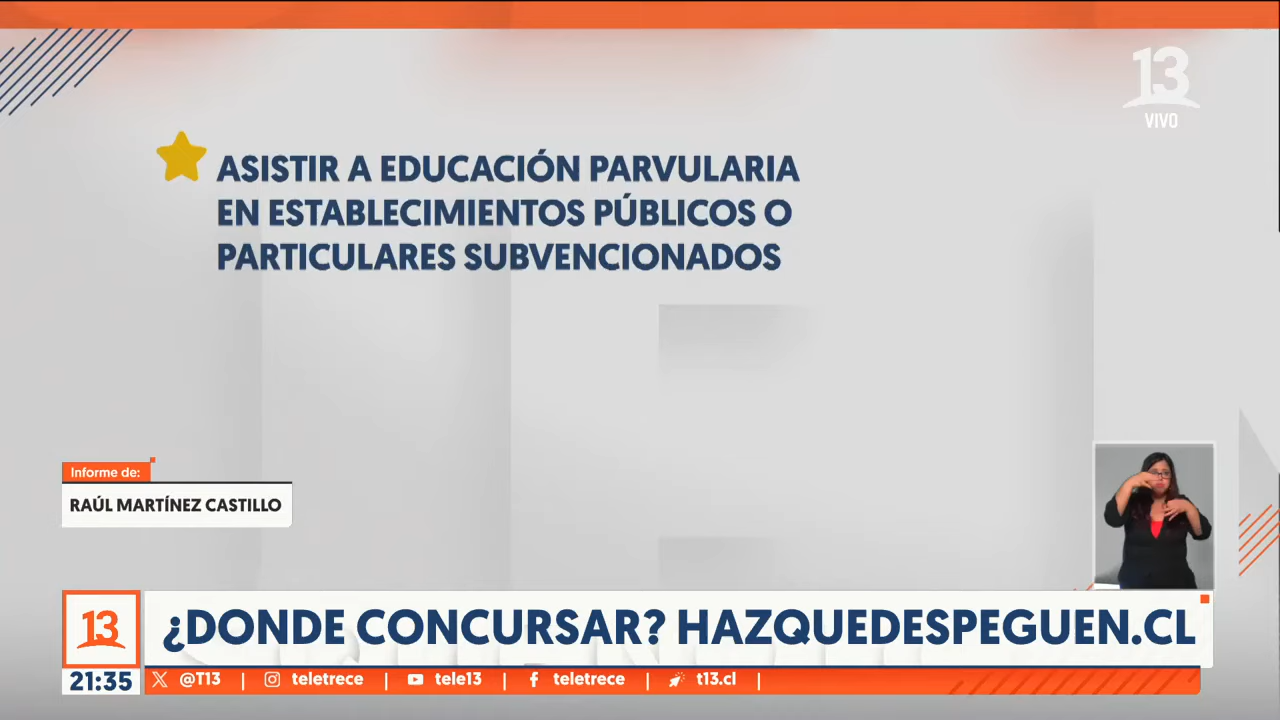 13
VIVO
ASISTIR A EDUCACIÓN PARVULARIA
EN ESTABLECIMIENTOS PÚBLICOS O
PARTICULARES SUBVENCIONADOS
Informe de:
RAÚL MARTÍNEZ CASTILLO
13
¿DONDE CONCURSAR? HAZQUEDESPEGUEN.CL
21:35 @T13 | teletrece | tele13 | teletrece | t13.cl |